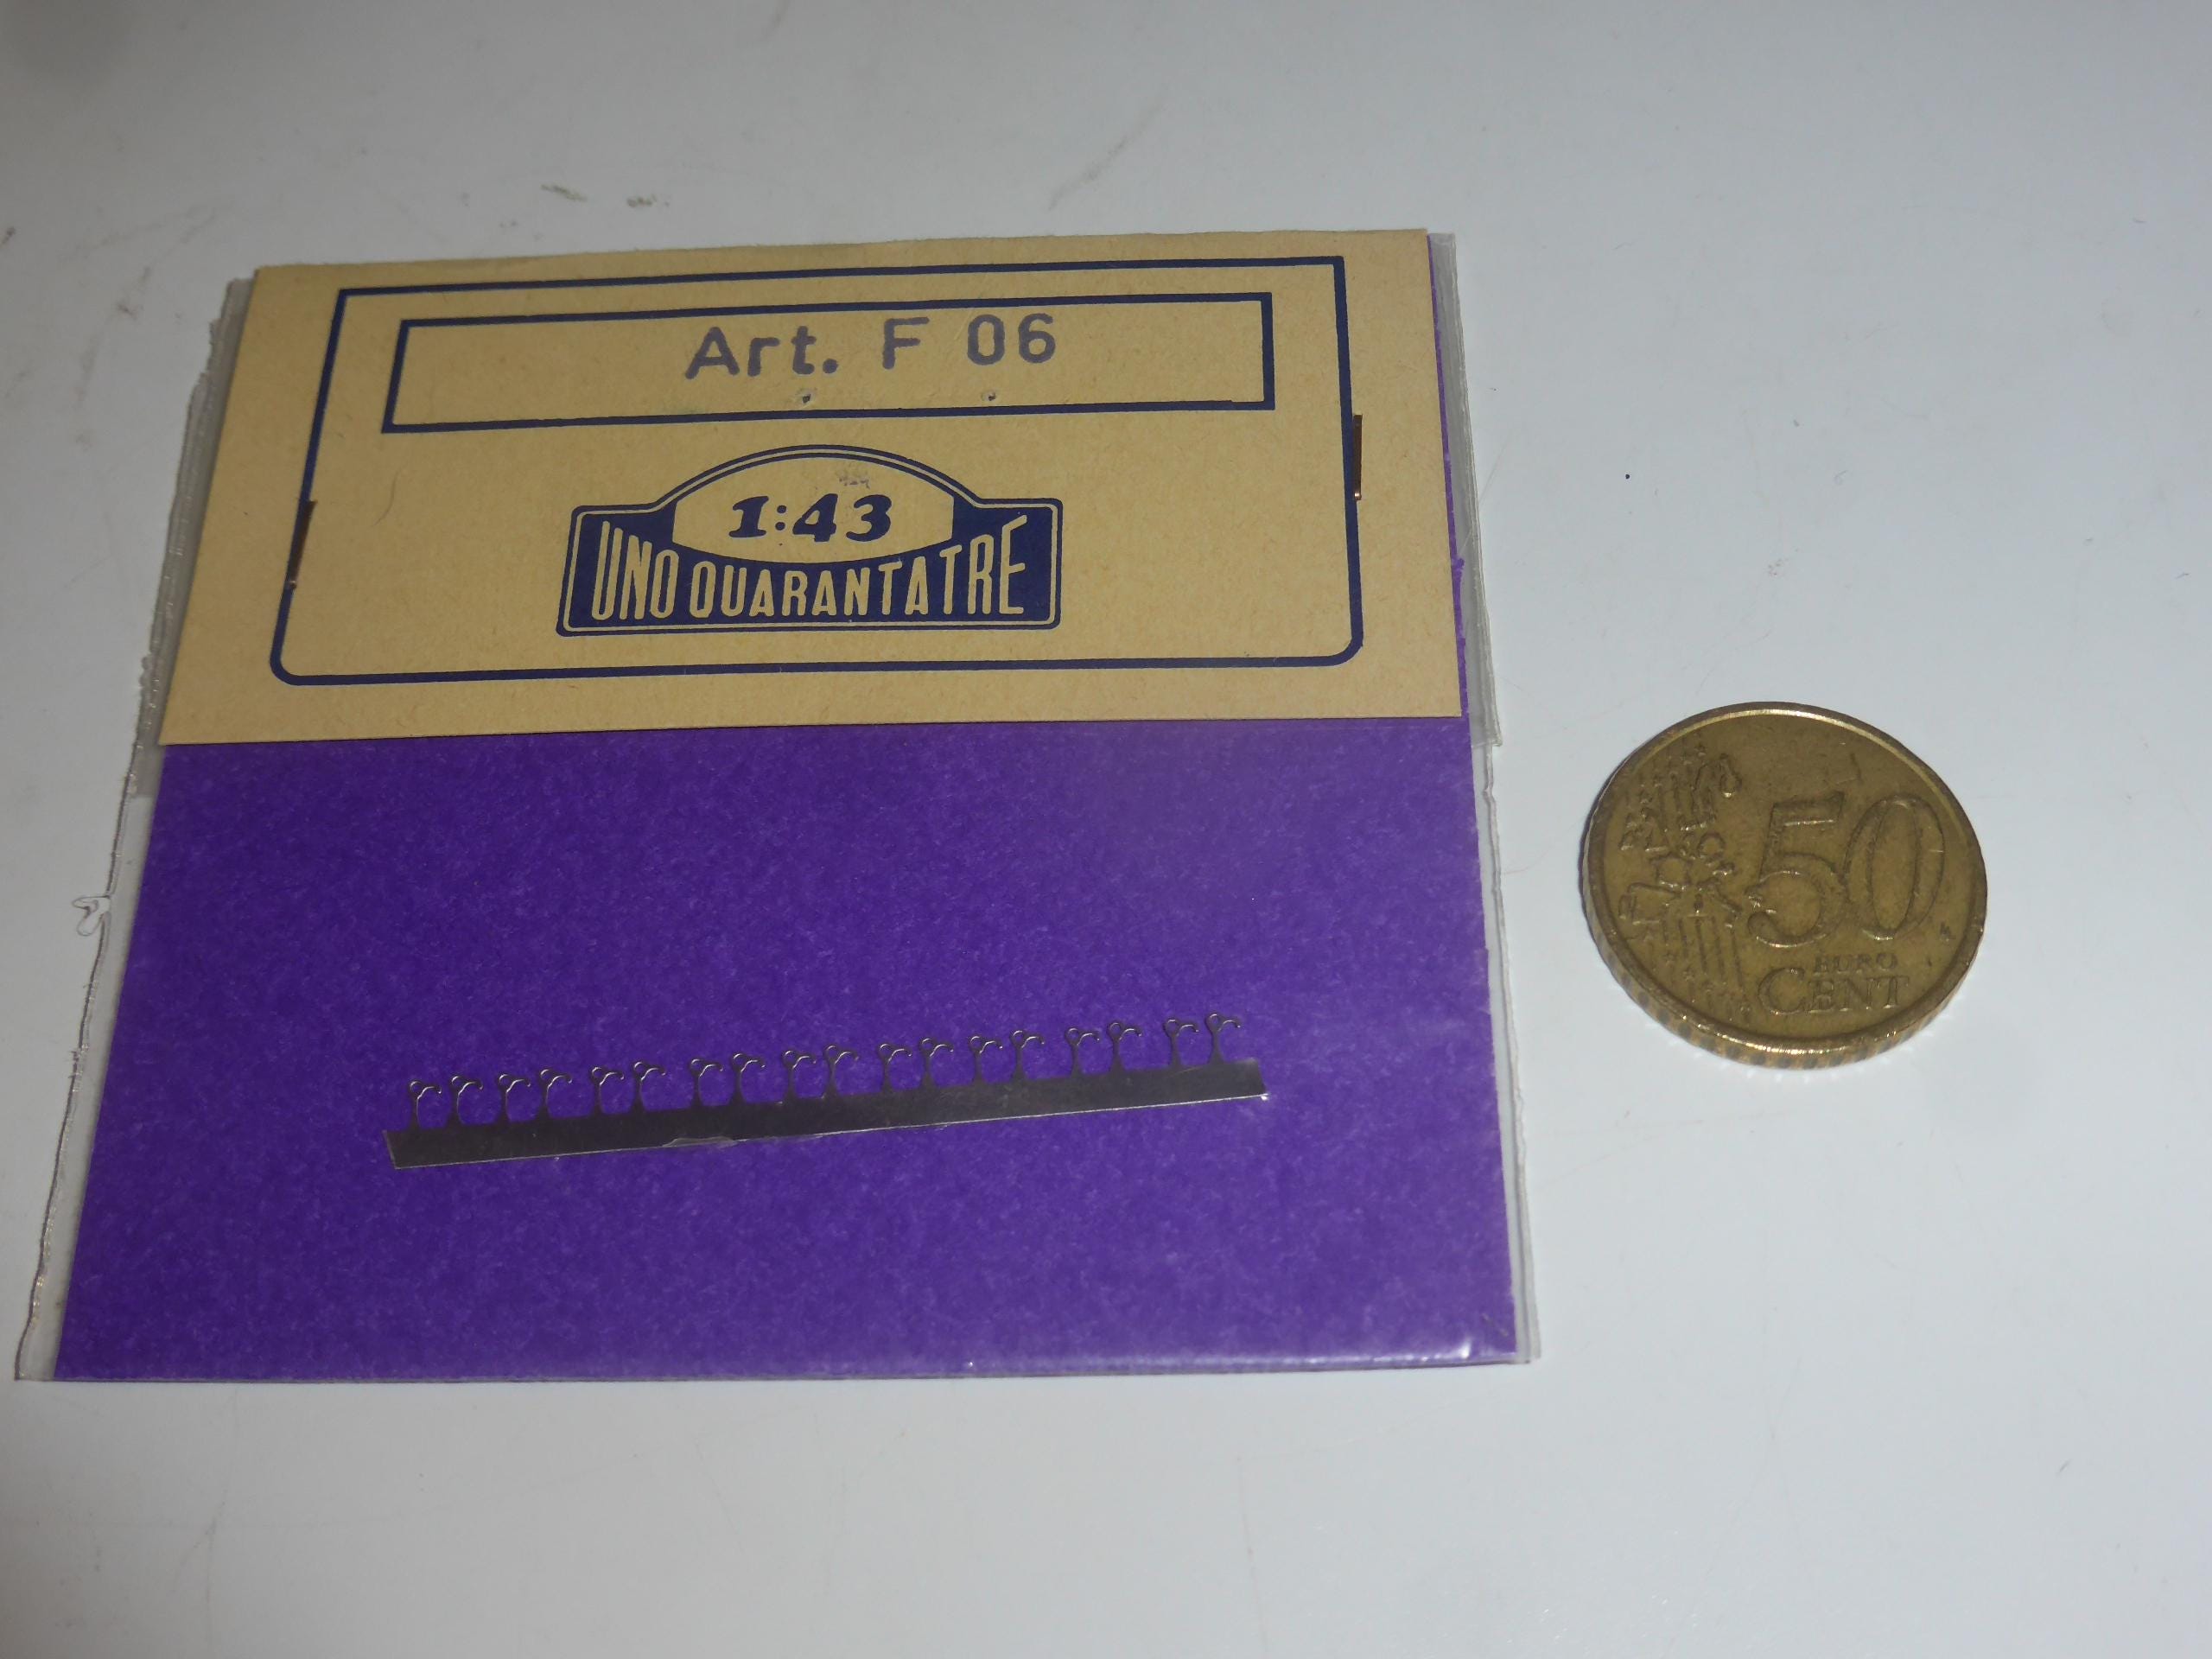 Art. F 06
1:43
UNO QUARANTATRE
50
EURO
CENT